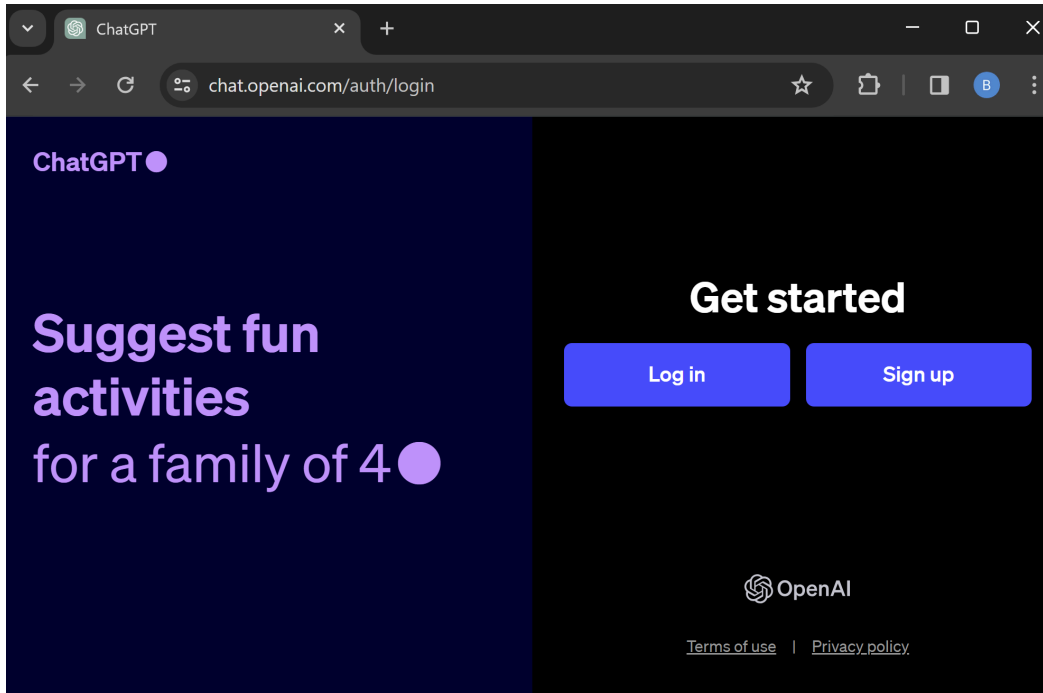 ChatGPT
chat.openai.com/auth/login
B
ChatGPT
Suggest fun
activities
for a family of 4
Get started
Log in
Sign up
OpenAI
Terms of use | Privacy policy